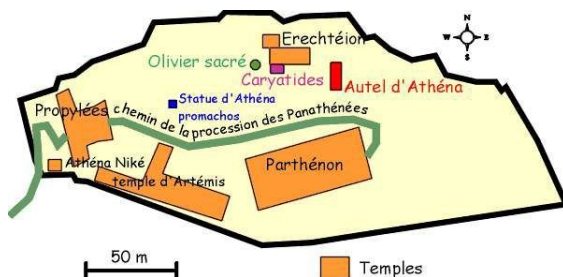 Erechtéion
N
W E
S
Olivier sacré
Caryatides
Autel d'Athéna
Statue d'Athéna
promachos
Propylées
chemin de la procession des Panathénées
Athéna Niké
temple d'Artémis
Parthénon
50 m
Temples